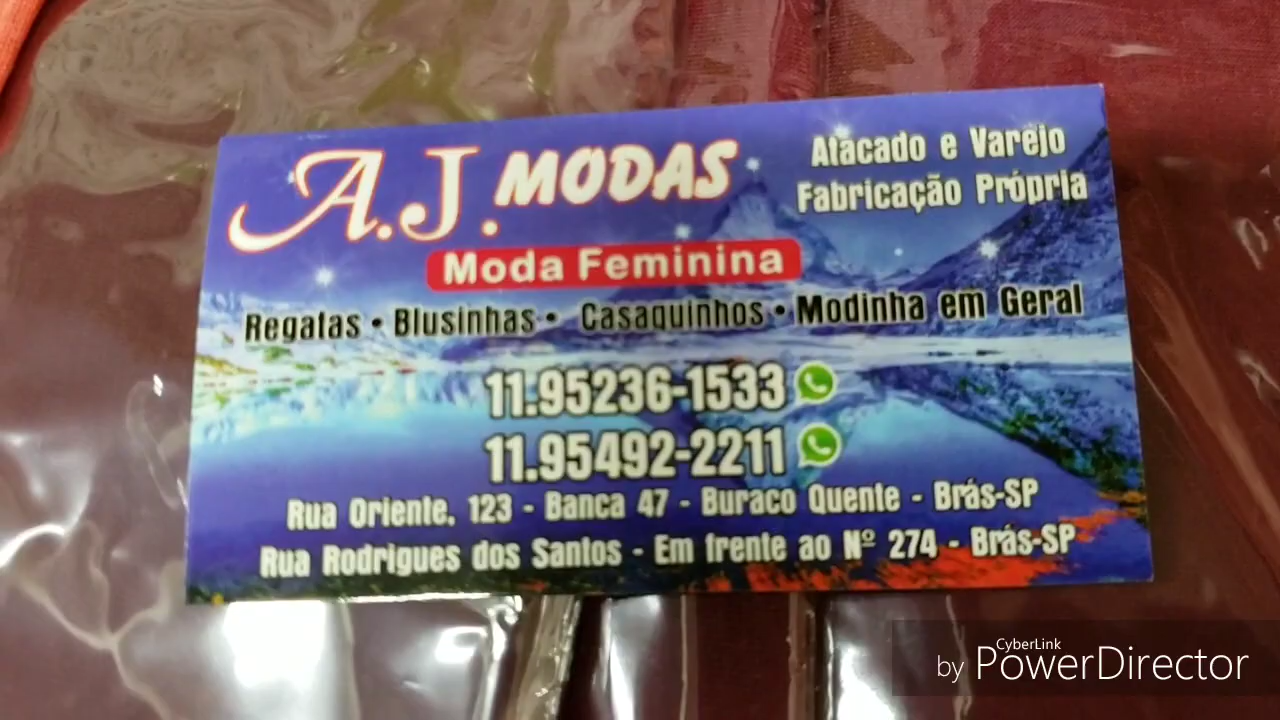 A.J. MODAS
Atacado e Varejo
Fabricação Própria
Moda Feminina
Regatas • Blusinhas • Casaquinhos • Modinha em Geral
11.95236-1533
11.95492-2211
Rua Oriente. 123 - Banca 47 - Buraco Quente - Brás-SP
Rua Rodrigues dos Santos - Em frente ao Nº 274 - Brás-SP
CyberLink
by PowerDirector